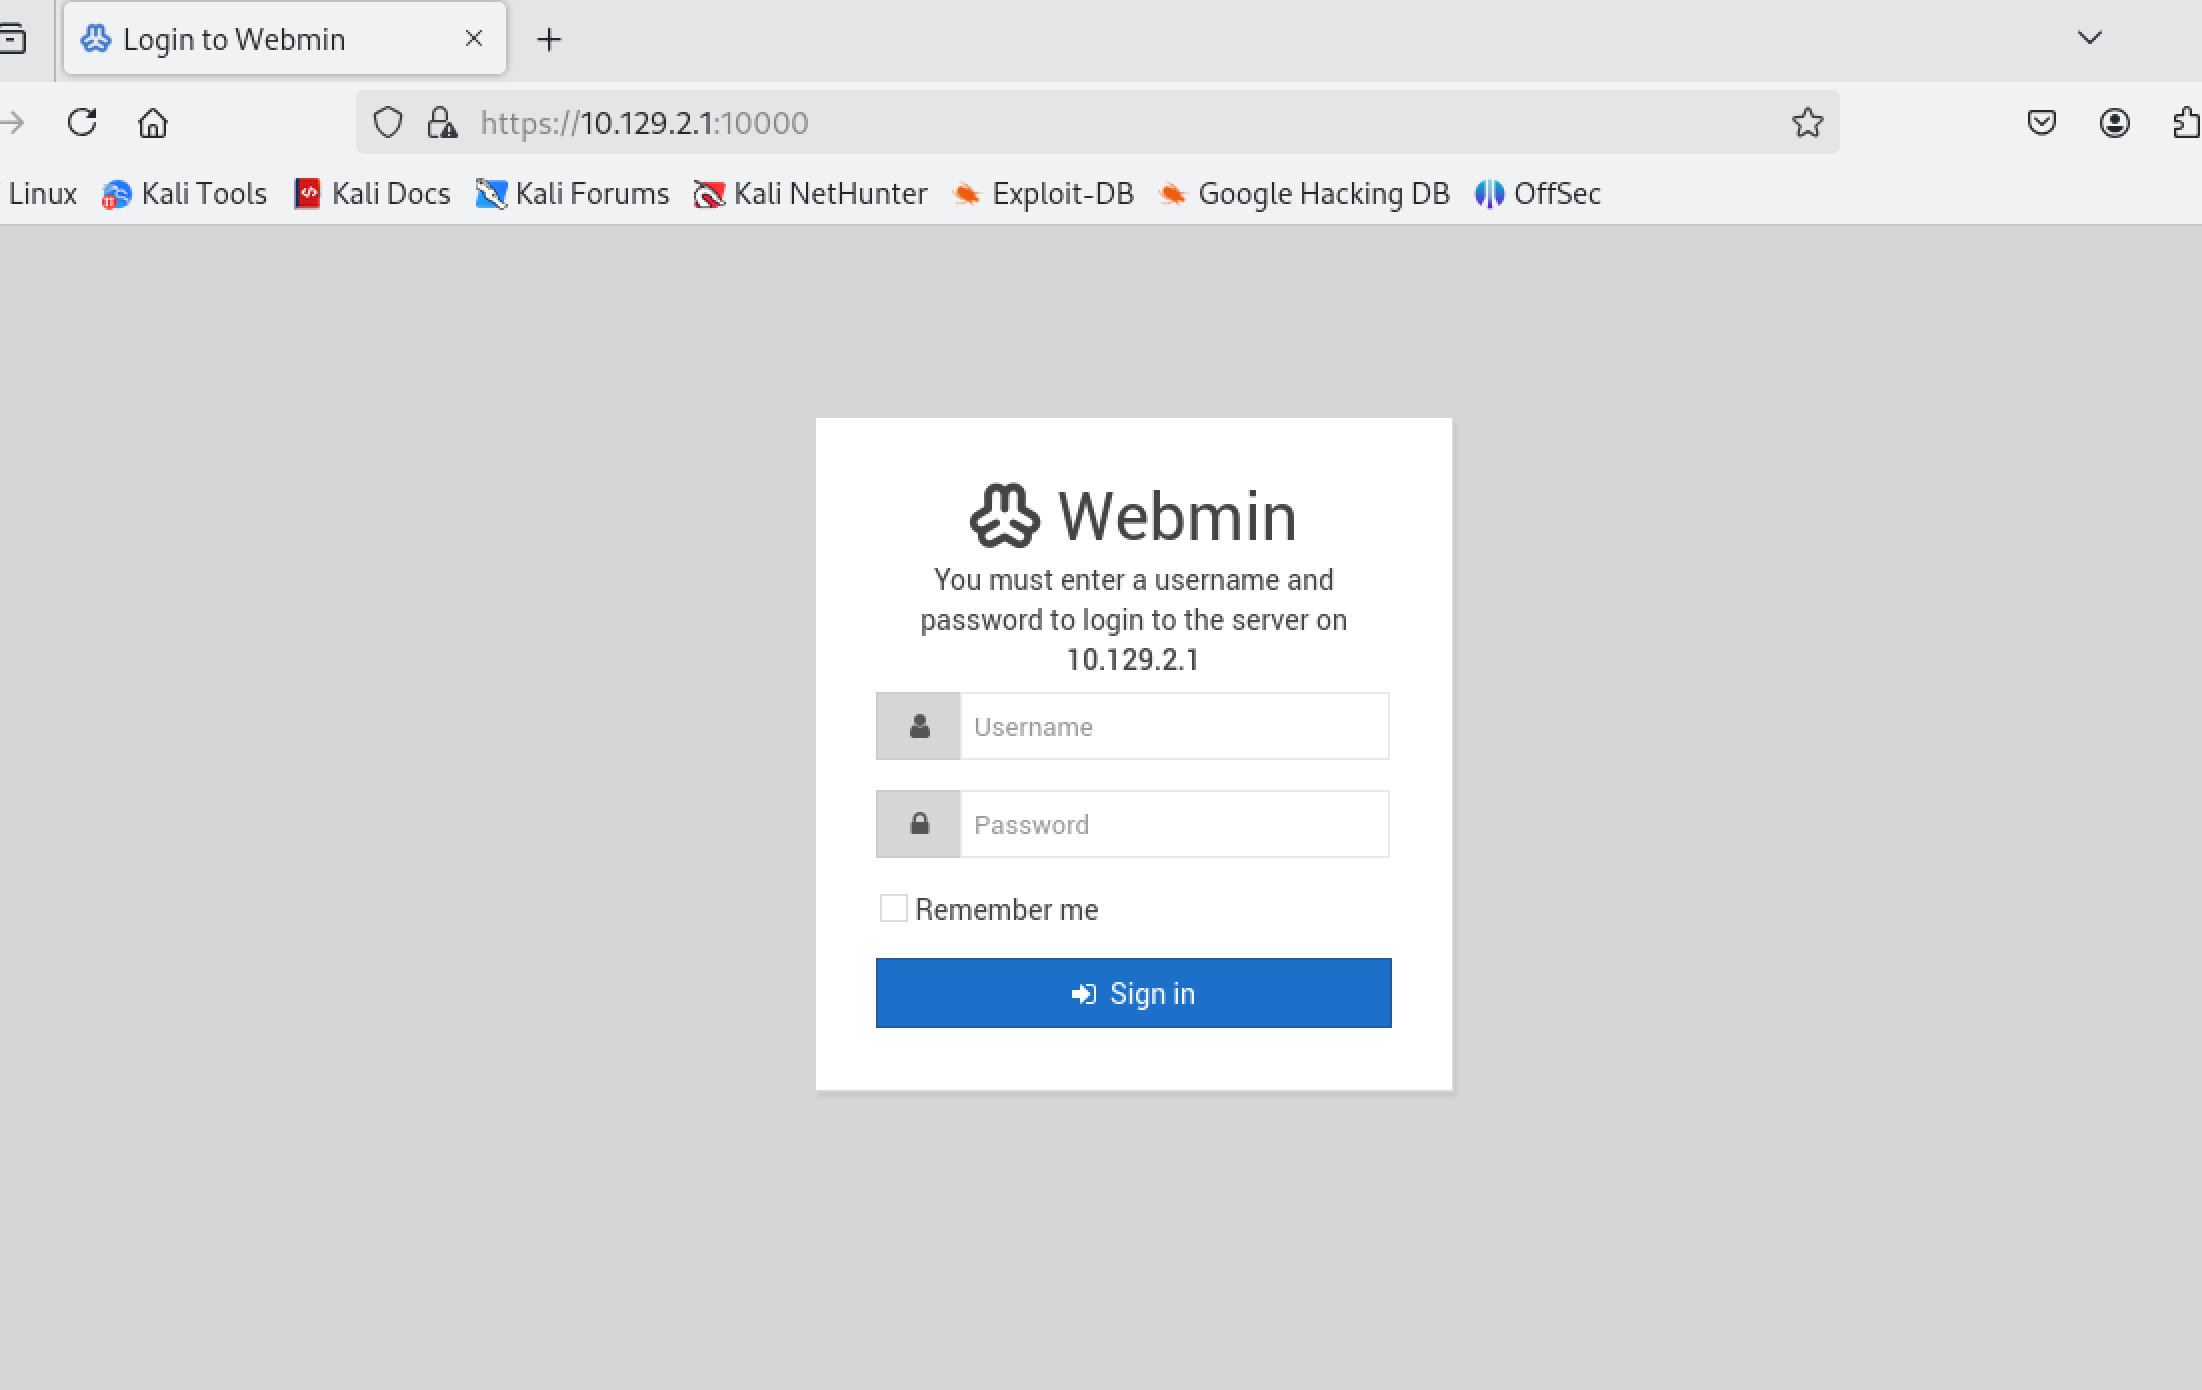 Login to Webmin
https://10.129.2.1:10000
Linux Kali Tools Kali Docs Kali Forums Kali NetHunter Exploit-DB Google Hacking DB OffSec
Webmin
You must enter a username and
password to login to the server on
10.129.2.1
Username
Password
Remember me
Sign in